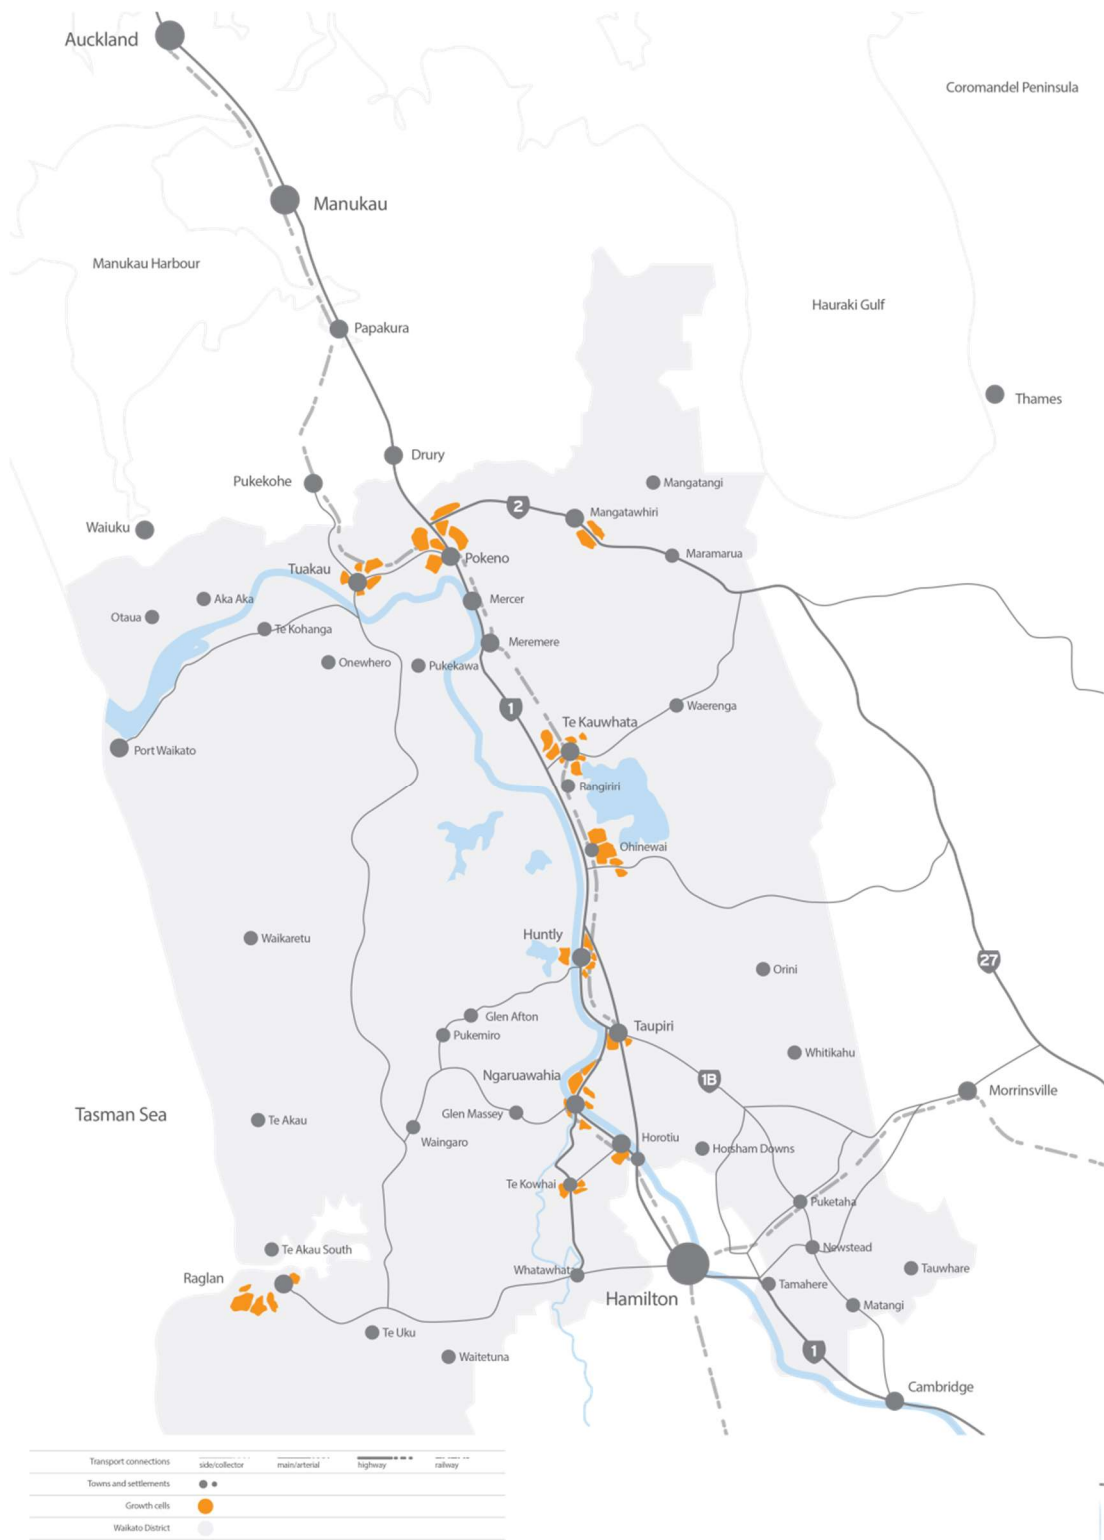 Auckland
Coromandel Peninsula
Manukau
Manukau Harbour
Hauraki Gulf
Papakura
Thames
Drury
Pukekohe
Mangatangi
2
Mangatawhiri
Waiuku
Maramarua
Pokeno
Tuakau
Aka Aka
Mercer
Otaua
Te Kohanga
Meremere
Onewhero
Pukekawa
1
Waerenga
Te Kauwhata
Port Waikato
Rangiriri
Ohinewai
Huntly
Waikaretu
27
Orini
Glen Afton
Taupiri
Pukemiro
Whitikahu
Ngaruawahia
1B
Morrinsville
Tasman Sea
Glen Massey
Te Akau
Waingaro
Horotiu
Horsham Downs
Te Kowhai
Puketaha
Te Akau South
Newstead
Raglan
Whatawhata
Tauwhare
Hamilton
Tamahere
Matangi
Te Uku
1
Waitetuna
Cambridge
Transport connections
side/collector
main/arterial
highway
railway
Towns and settlements
Growth cells
Waikato District